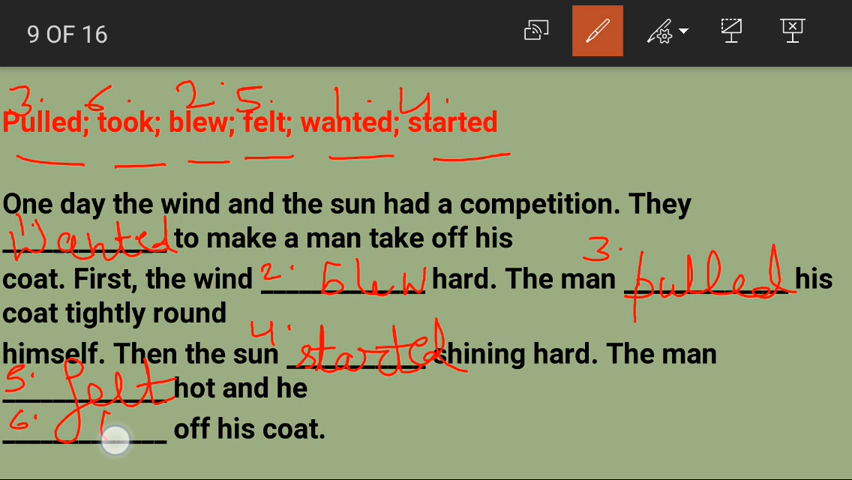 9 OF 16
3. 6. 2. 5. 1. 4.
Pulled; took; blew; felt; wanted; started
One day the wind and the sun had a competition. They
1. Wanted to make a man take off his
coat. First, the wind 2. blew hard. The man 3. pulled his
coat tightly round
himself. Then the sun 4. started shining hard. The man
5. felt hot and he
6. off his coat.